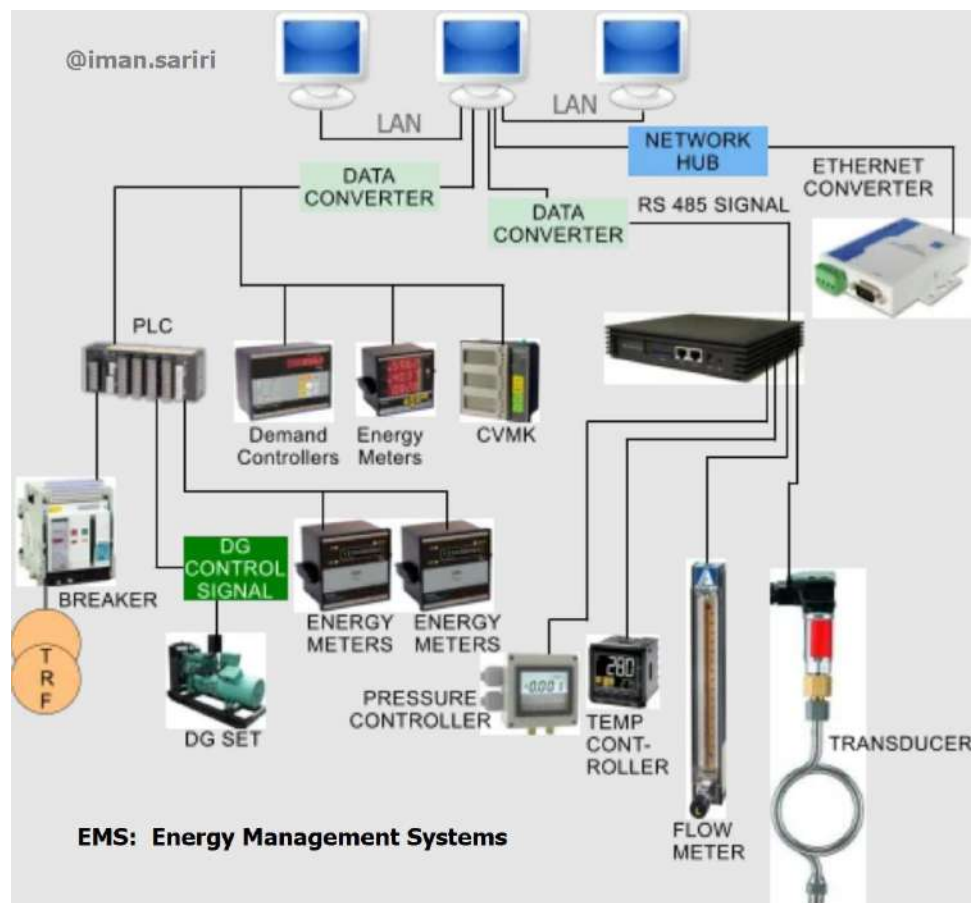 @iman.sariri
LAN
LAN
NETWORK
HUB
ETHERNET
CONVERTER
DATA
CONVERTER
RS 485 SIGNAL
DATA
CONVERTER
PLC
Demand
Controllers
Energy
Meters
CVMK
BREAKER
DG
CONTROL
SIGNAL
ENERGY
METERS
ENERGY
METERS
T
R
F
DG SET
-0.001
280
PRESSURE
CONTROLLER
TEMP
CONT-
ROLLER
TRANSDUCER
FLOW
METER
EMS: Energy Management Systems